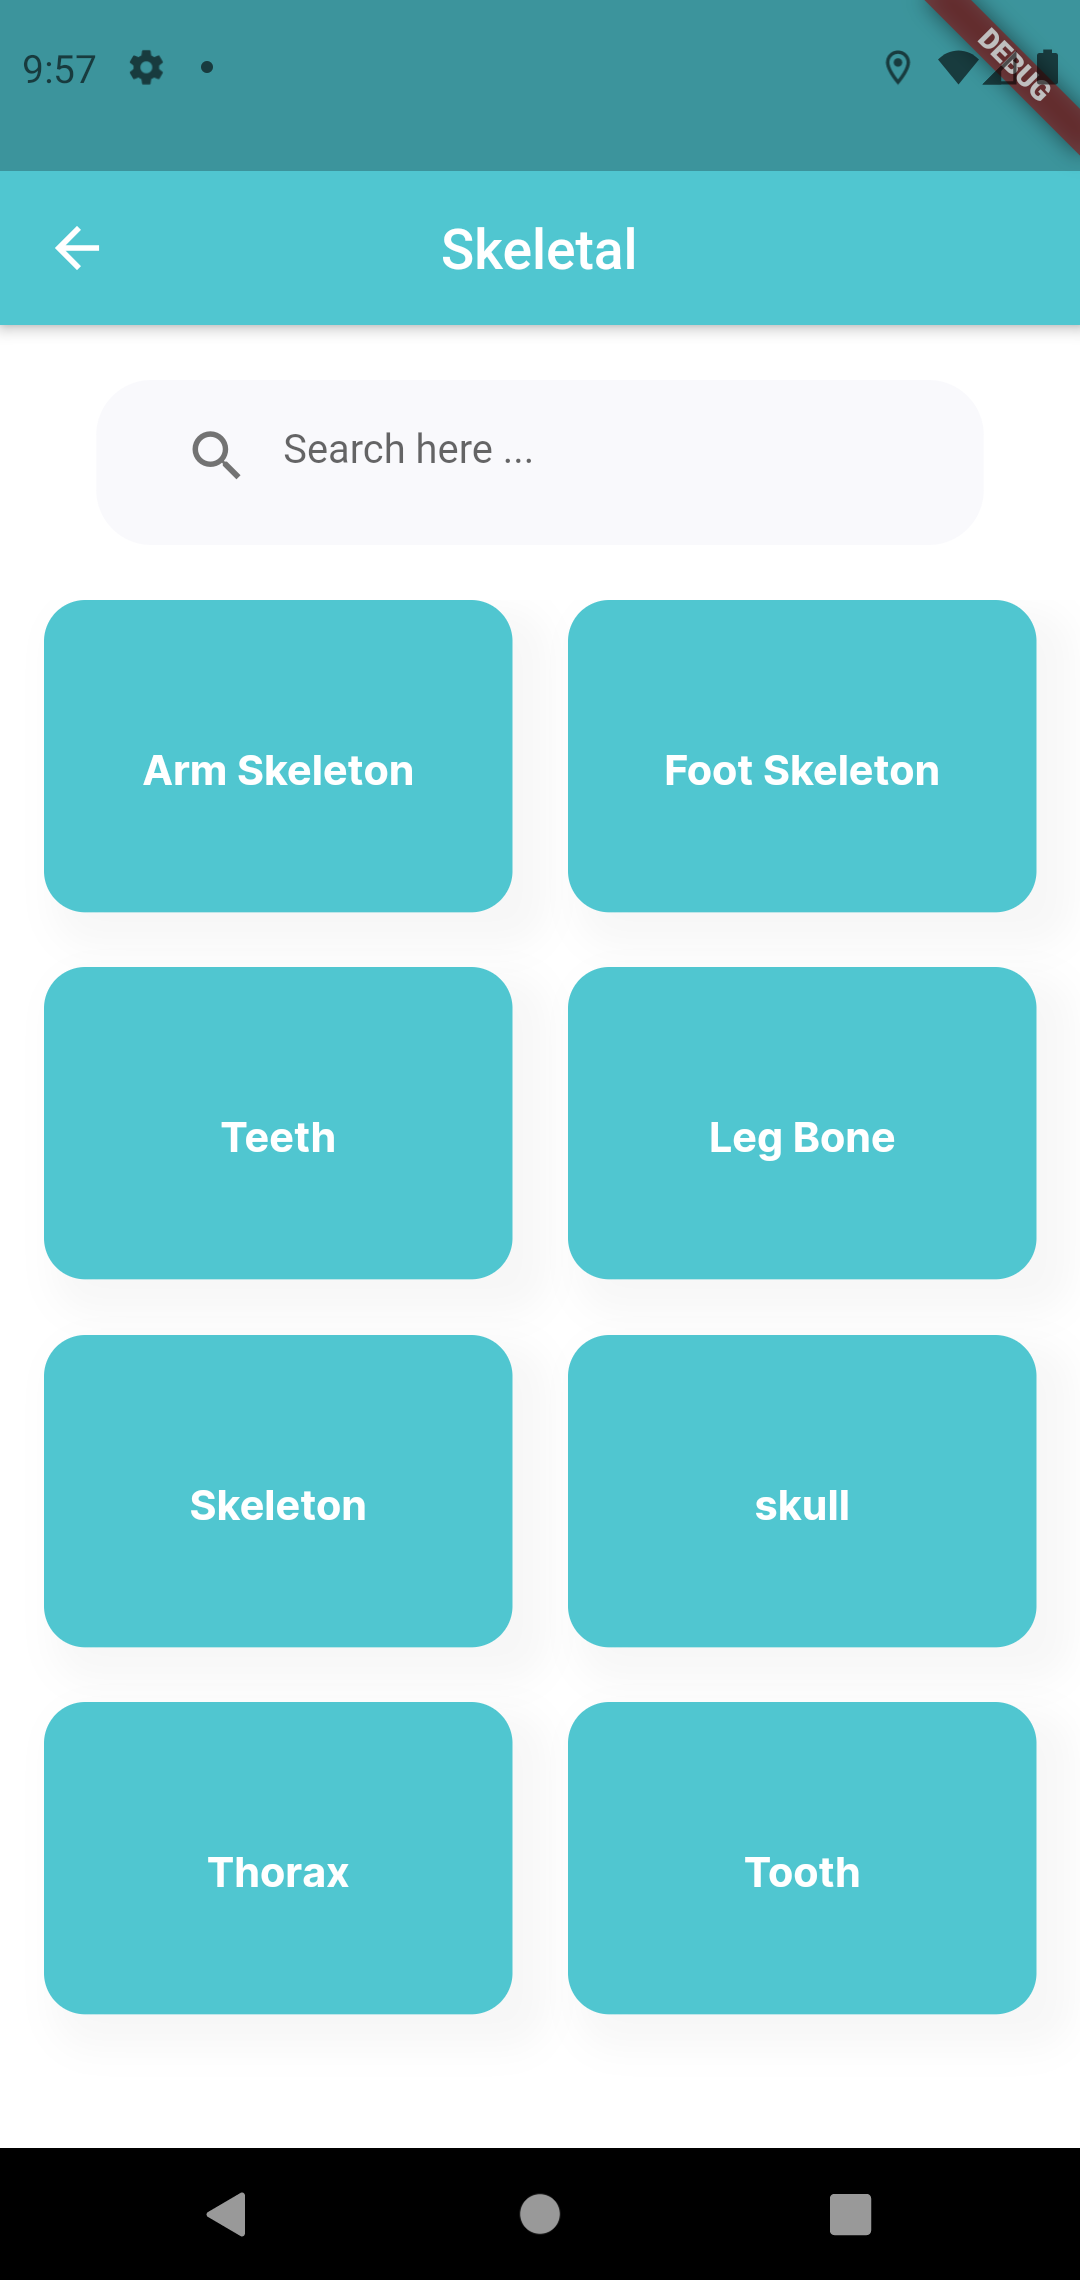 9:57
DEBUG
Skeletal
Search here ...
Arm Skeleton
Foot Skeleton
Teeth
Leg Bone
Skeleton
skull
Thorax
Tooth